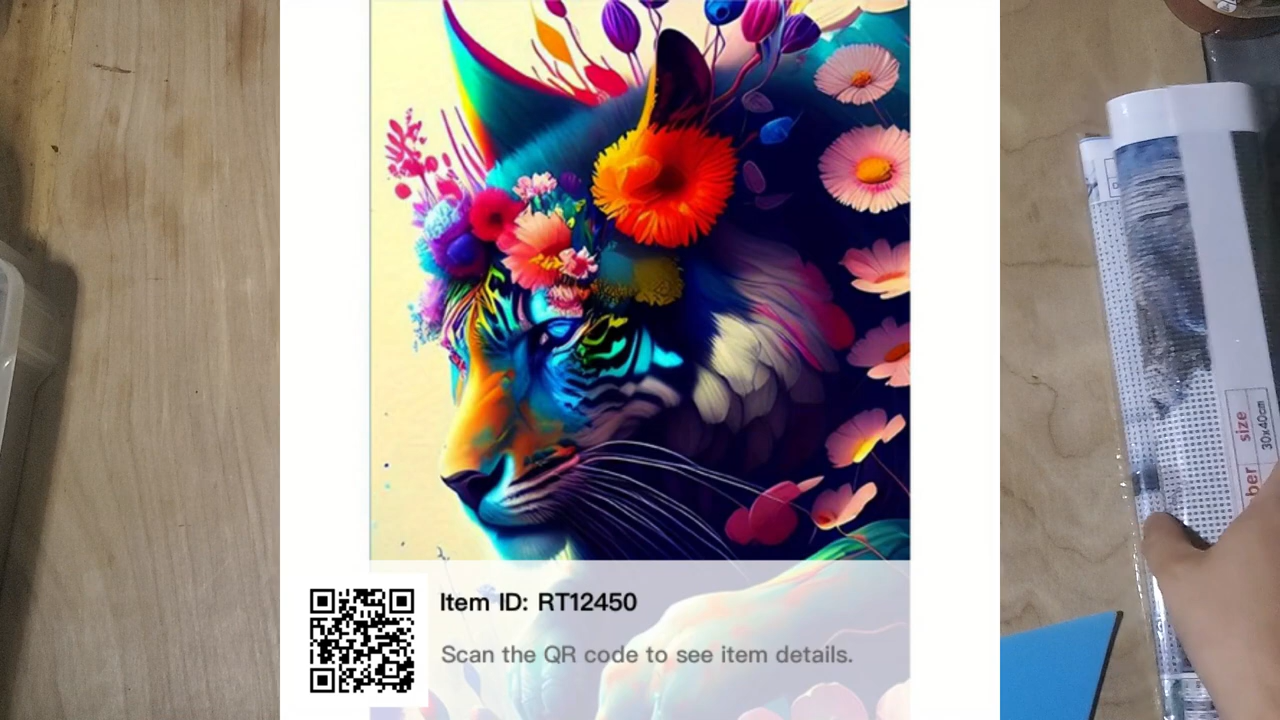 Item ID: RT12450
Scan the QR code to see item details.
size
30x40cm
ber